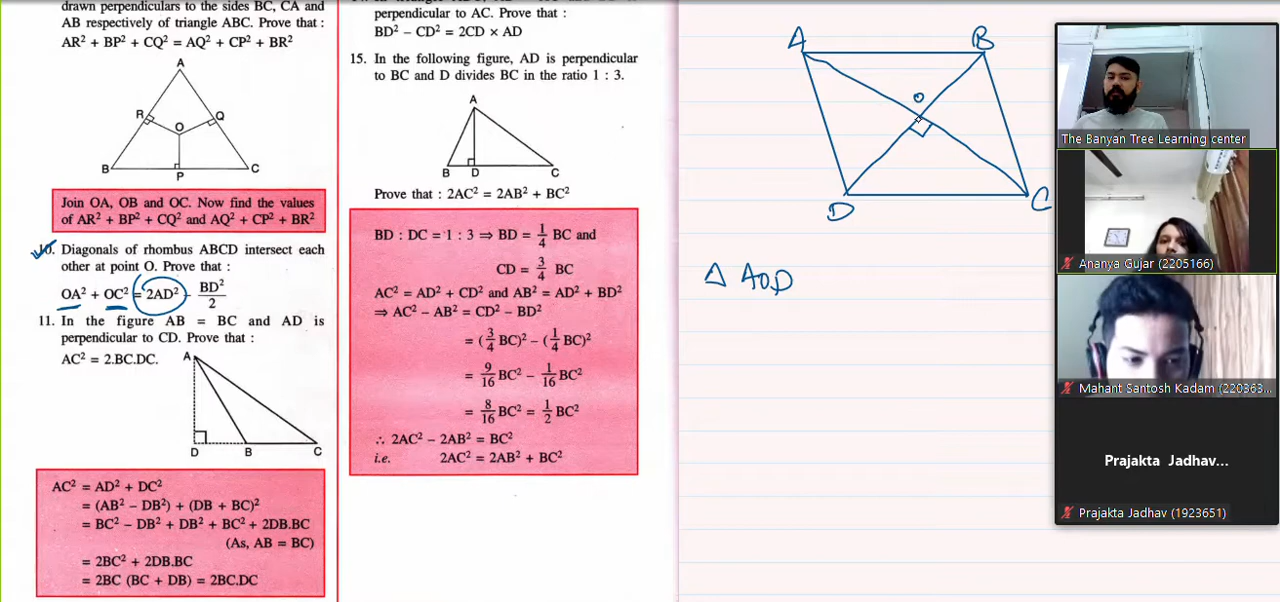 drawn perpendiculars to the sides BC, CA and
AB respectively of triangle ABC. Prove that :
AR² + BP² + CQ² = AQ² + CP² + BR²
A
R
Q
O
B
P
C
Join OA, OB and OC. Now find the values
of AR² + BP² + CQ² and AQ² + CP² + BR²
10. Diagonals of rhombus ABCD intersect each
other at point O. Prove that :
OA² + OC² = 2AD² - BD²/2
11. In the figure AB = BC and AD is
perpendicular to CD. Prove that :
AC² = 2.BC.DC.
A
D
B
C
AC² = AD² + DC²
= (AB² – DB²) + (DB + BC)²
= BC² – DB² + DB² + BC² + 2DB.BC
(As, AB = BC)
= 2BC² + 2DB.BC
= 2BC (BC + DB) = 2BC.DC
perpendicular to AC. Prove that :
BD² – CD² = 2CD × AD
15. In the following figure, AD is perpendicular
to BC and D divides BC in the ratio 1 : 3.
A
B
D
C
Prove that : 2AC² = 2AB² + BC²
BD : DC = 1 : 3 ⇒ BD = 1/4 BC and
CD = 3/4 BC
AC² = AD² + CD² and AB² = AD² + BD²
⇒ AC² – AB² = CD² – BD²
= (3/4 BC)² – (1/4 BC)²
= 9/16 BC² – 1/16 BC²
= 8/16 BC² = 1/2 BC²
∴ 2AC² – 2AB² = BC²
i.e. 2AC² = 2AB² + BC²
A
B
O
D
C
△ AOD
The Banyan Tree Learning center
Ananya Gujar (2205166)
Mahant Santosh Kadam (220363...
Prajakta Jadhav...
Prajakta Jadhav (1923651)